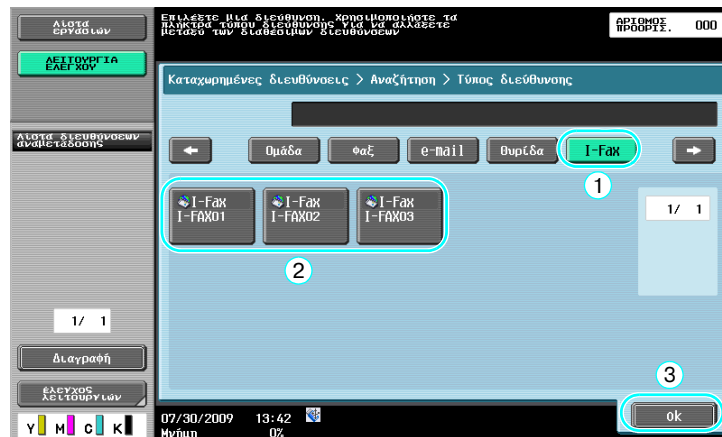 Λίστα
εργασιών
Επιλέξτε μια διεύθυνση. Χρησιμοποιήστε τα
πλήκτρα τύπου διεύθυνσης για να αλλάξετε
μεταξύ των διαθέσιμων διευθύνσεων
ΑΡΙΘΜΟΣ
ΠΡΟΟΡΙΣ. 000
ΛΕΙΤΟΥΡΓΙΑ
ΕΛΕΓΧΟΥ
Καταχωρημένες διευθύνσεις > Αναζήτηση > Τύπος διεύθυνσης
Λίστα διευθύνσεων
αναμετάδοσης
Ομάδα
Φαξ
e-mail
Θυρίδα
I-Fax
1
I-Fax
I-FAX01
I-Fax
I-FAX02
I-Fax
I-FAX03
1/ 1
2
1/ 1
Διαγραφή
έλεγχος
λειτουργιών
3
ok
Y M C K
07/30/2009 13:42
Μνήμη 0%